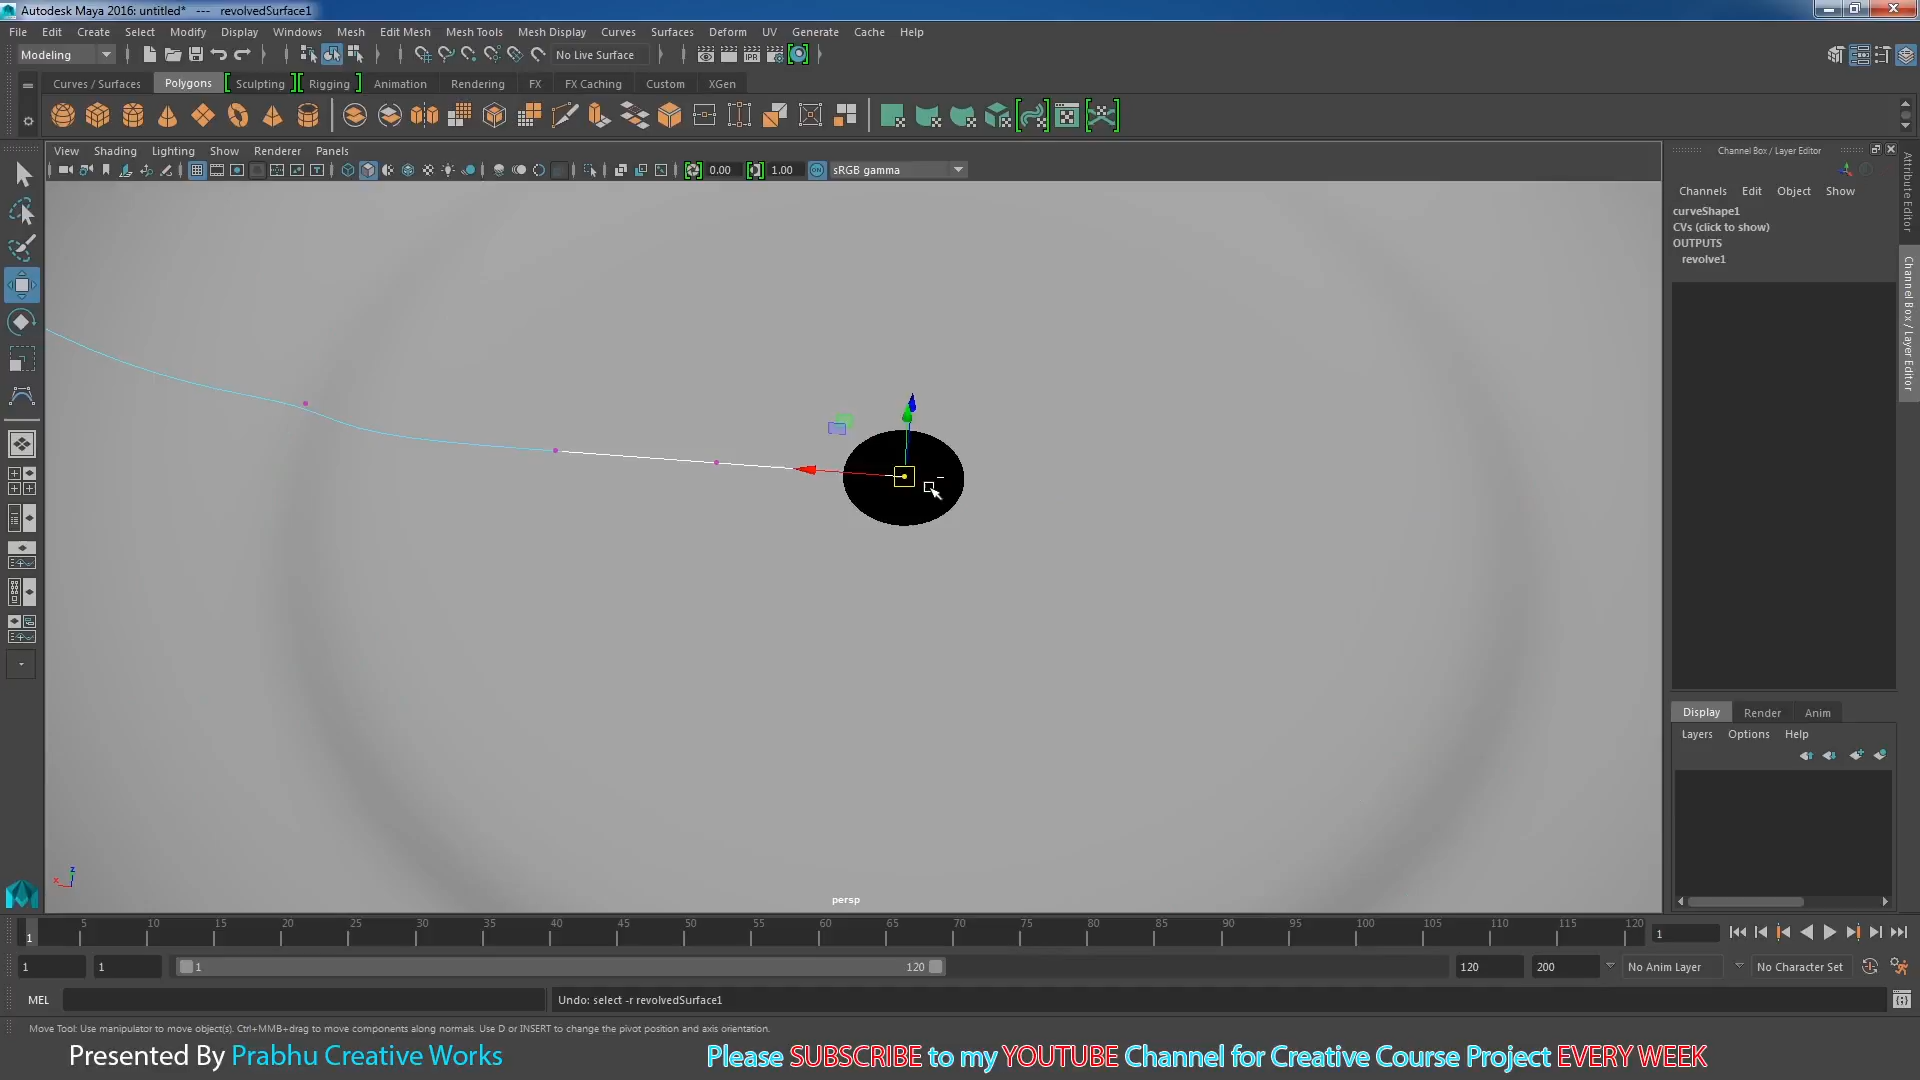 Autodesk Maya 2016: untitled*   ---   revolvedSurface1
File Edit Create Select Modify Display Windows Mesh Edit Mesh Mesh Tools Mesh Display Curves Surfaces Deform UV Generate Cache Help
Modeling No Live Surface
Curves / Surfaces Polygons Sculpting Rigging Animation Rendering FX FX Caching Custom XGen
View Shading Lighting Show Renderer Panels
0.00 1.00 sRGB gamma
Channel Box / Layer Editor
Channels Edit Object Show
curveShape1
CVs (click to show)
OUTPUTS
revolve1
Attribute Editor
Channel Box / Layer Editor
Display Render Anim
Layers Options Help
persp
5 10 15 20 25 30 35 40 45 50 55 60 65 70 75 80 85 90 95 100 105 110 115 120
1 1
1 1 1 120 120 200 No Anim Layer No Character Set
MEL Undo: select -r revolvedSurface1
Move Tool: Use manipulator to move object(s). Ctrl+MMB+drag to move components along normals. Use D or INSERT to change the pivot position and axis orientation.
Presented By Prabhu Creative Works Please SUBSCRIBE to my YOUTUBE Channel for Creative Course Project EVERY WEEK